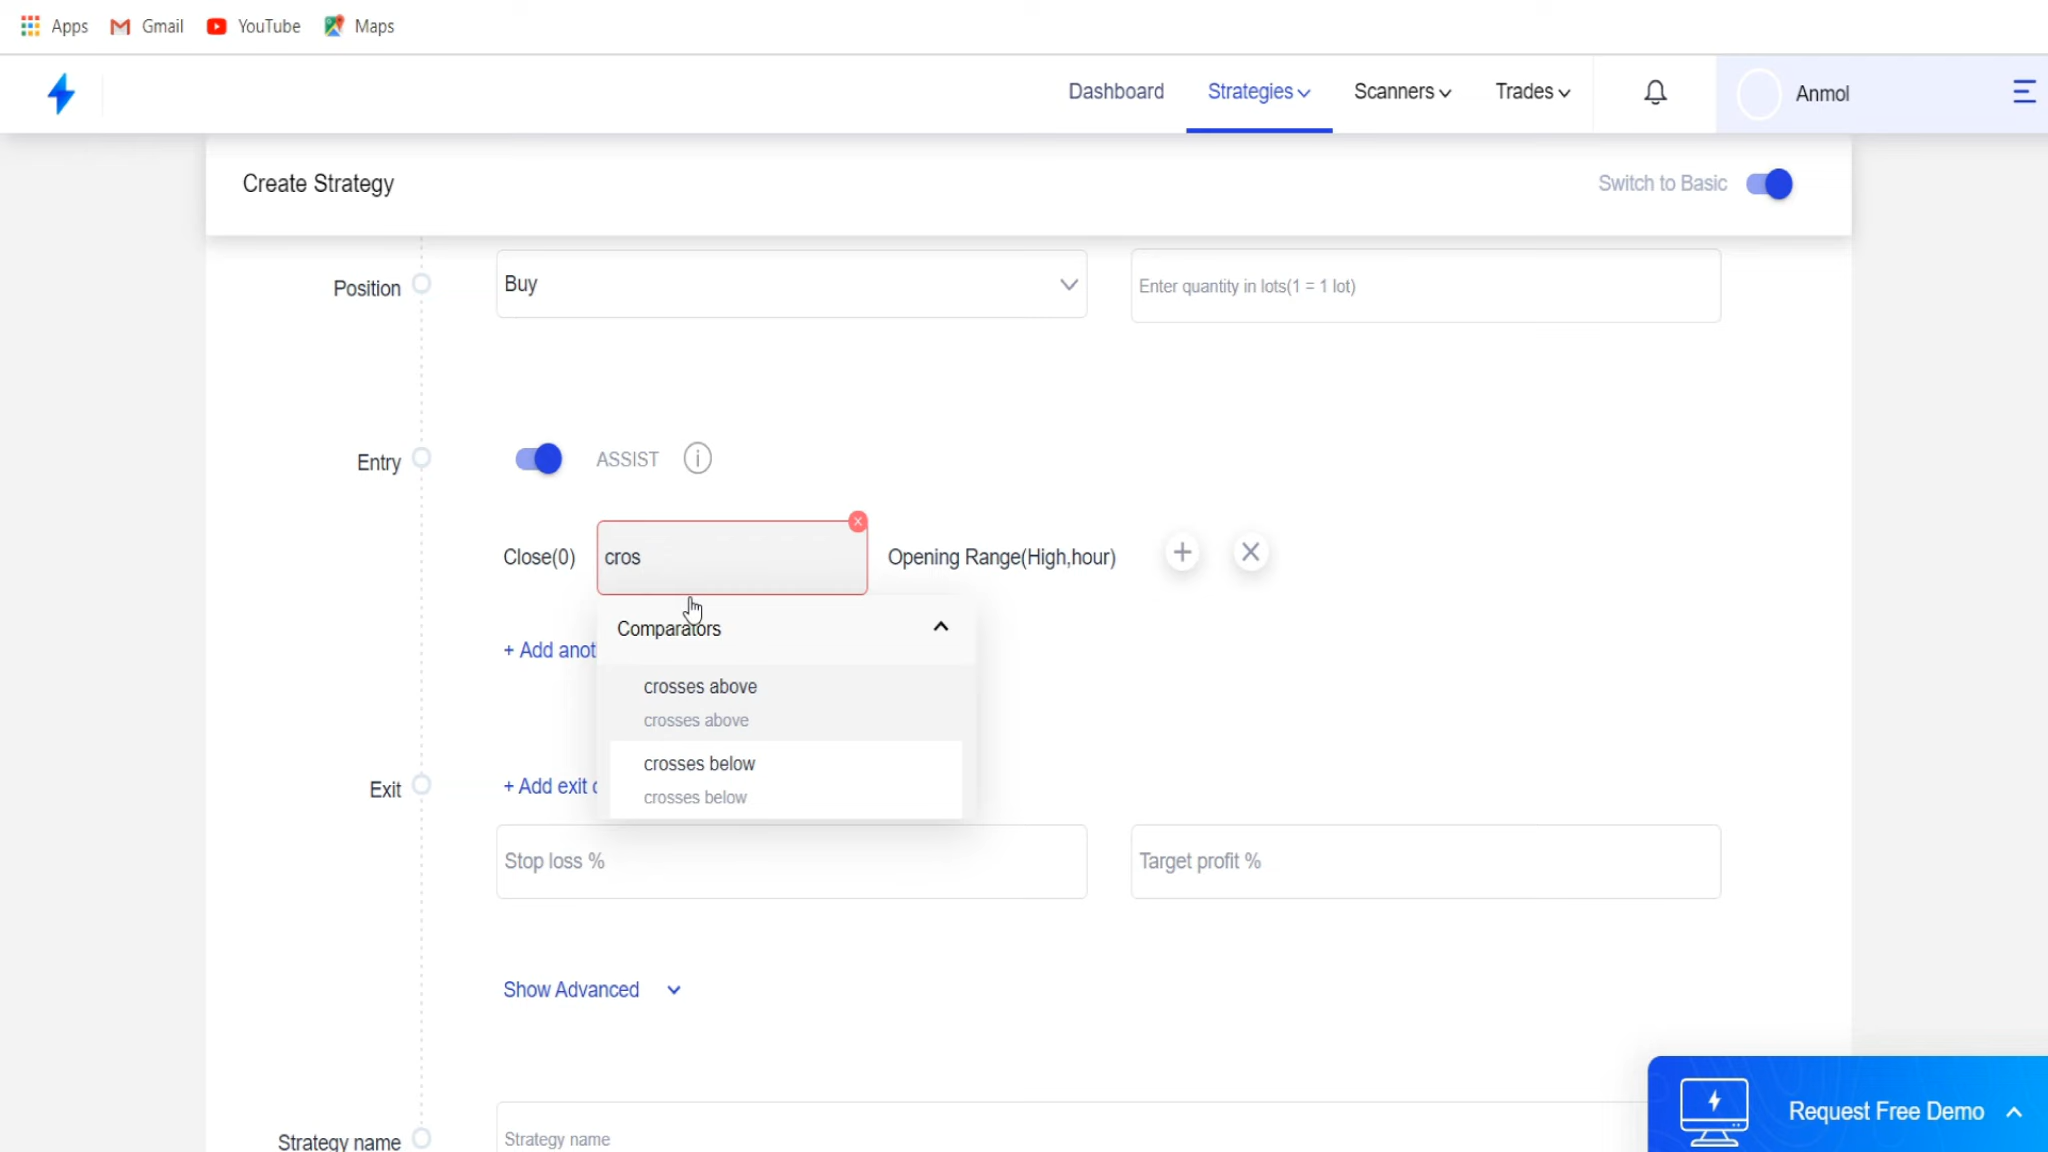 Apps Gmail YouTube Maps
Dashboard Strategies Scanners Trades Anmol
Create Strategy Switch to Basic
Position Buy Enter quantity in lots(1 = 1 lot)
Entry ASSIST i
Close(0) cros x Opening Range(High,hour) + X
Comparators
+ Add anot
crosses above
crosses above
crosses below
Exit + Add exit c
crosses below
Stop loss % Target profit %
Show Advanced
Request Free Demo
Strategy name Strategy name